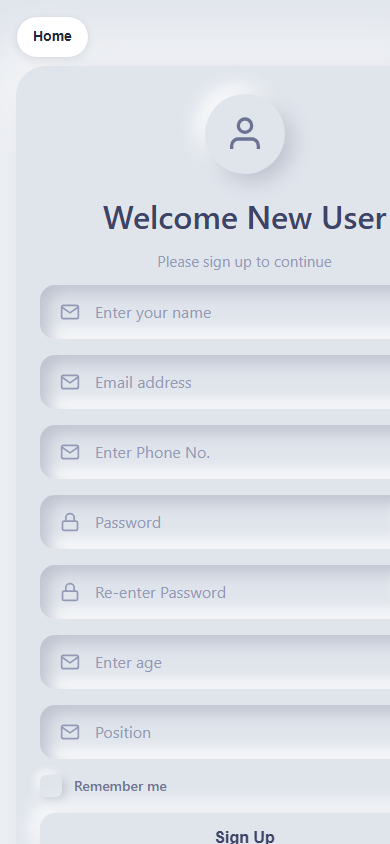 Home
Welcome New User
Please sign up to continue
Enter your name
Email address
Enter Phone No.
Password
Re-enter Password
Enter age
Position
Remember me
Sign Up